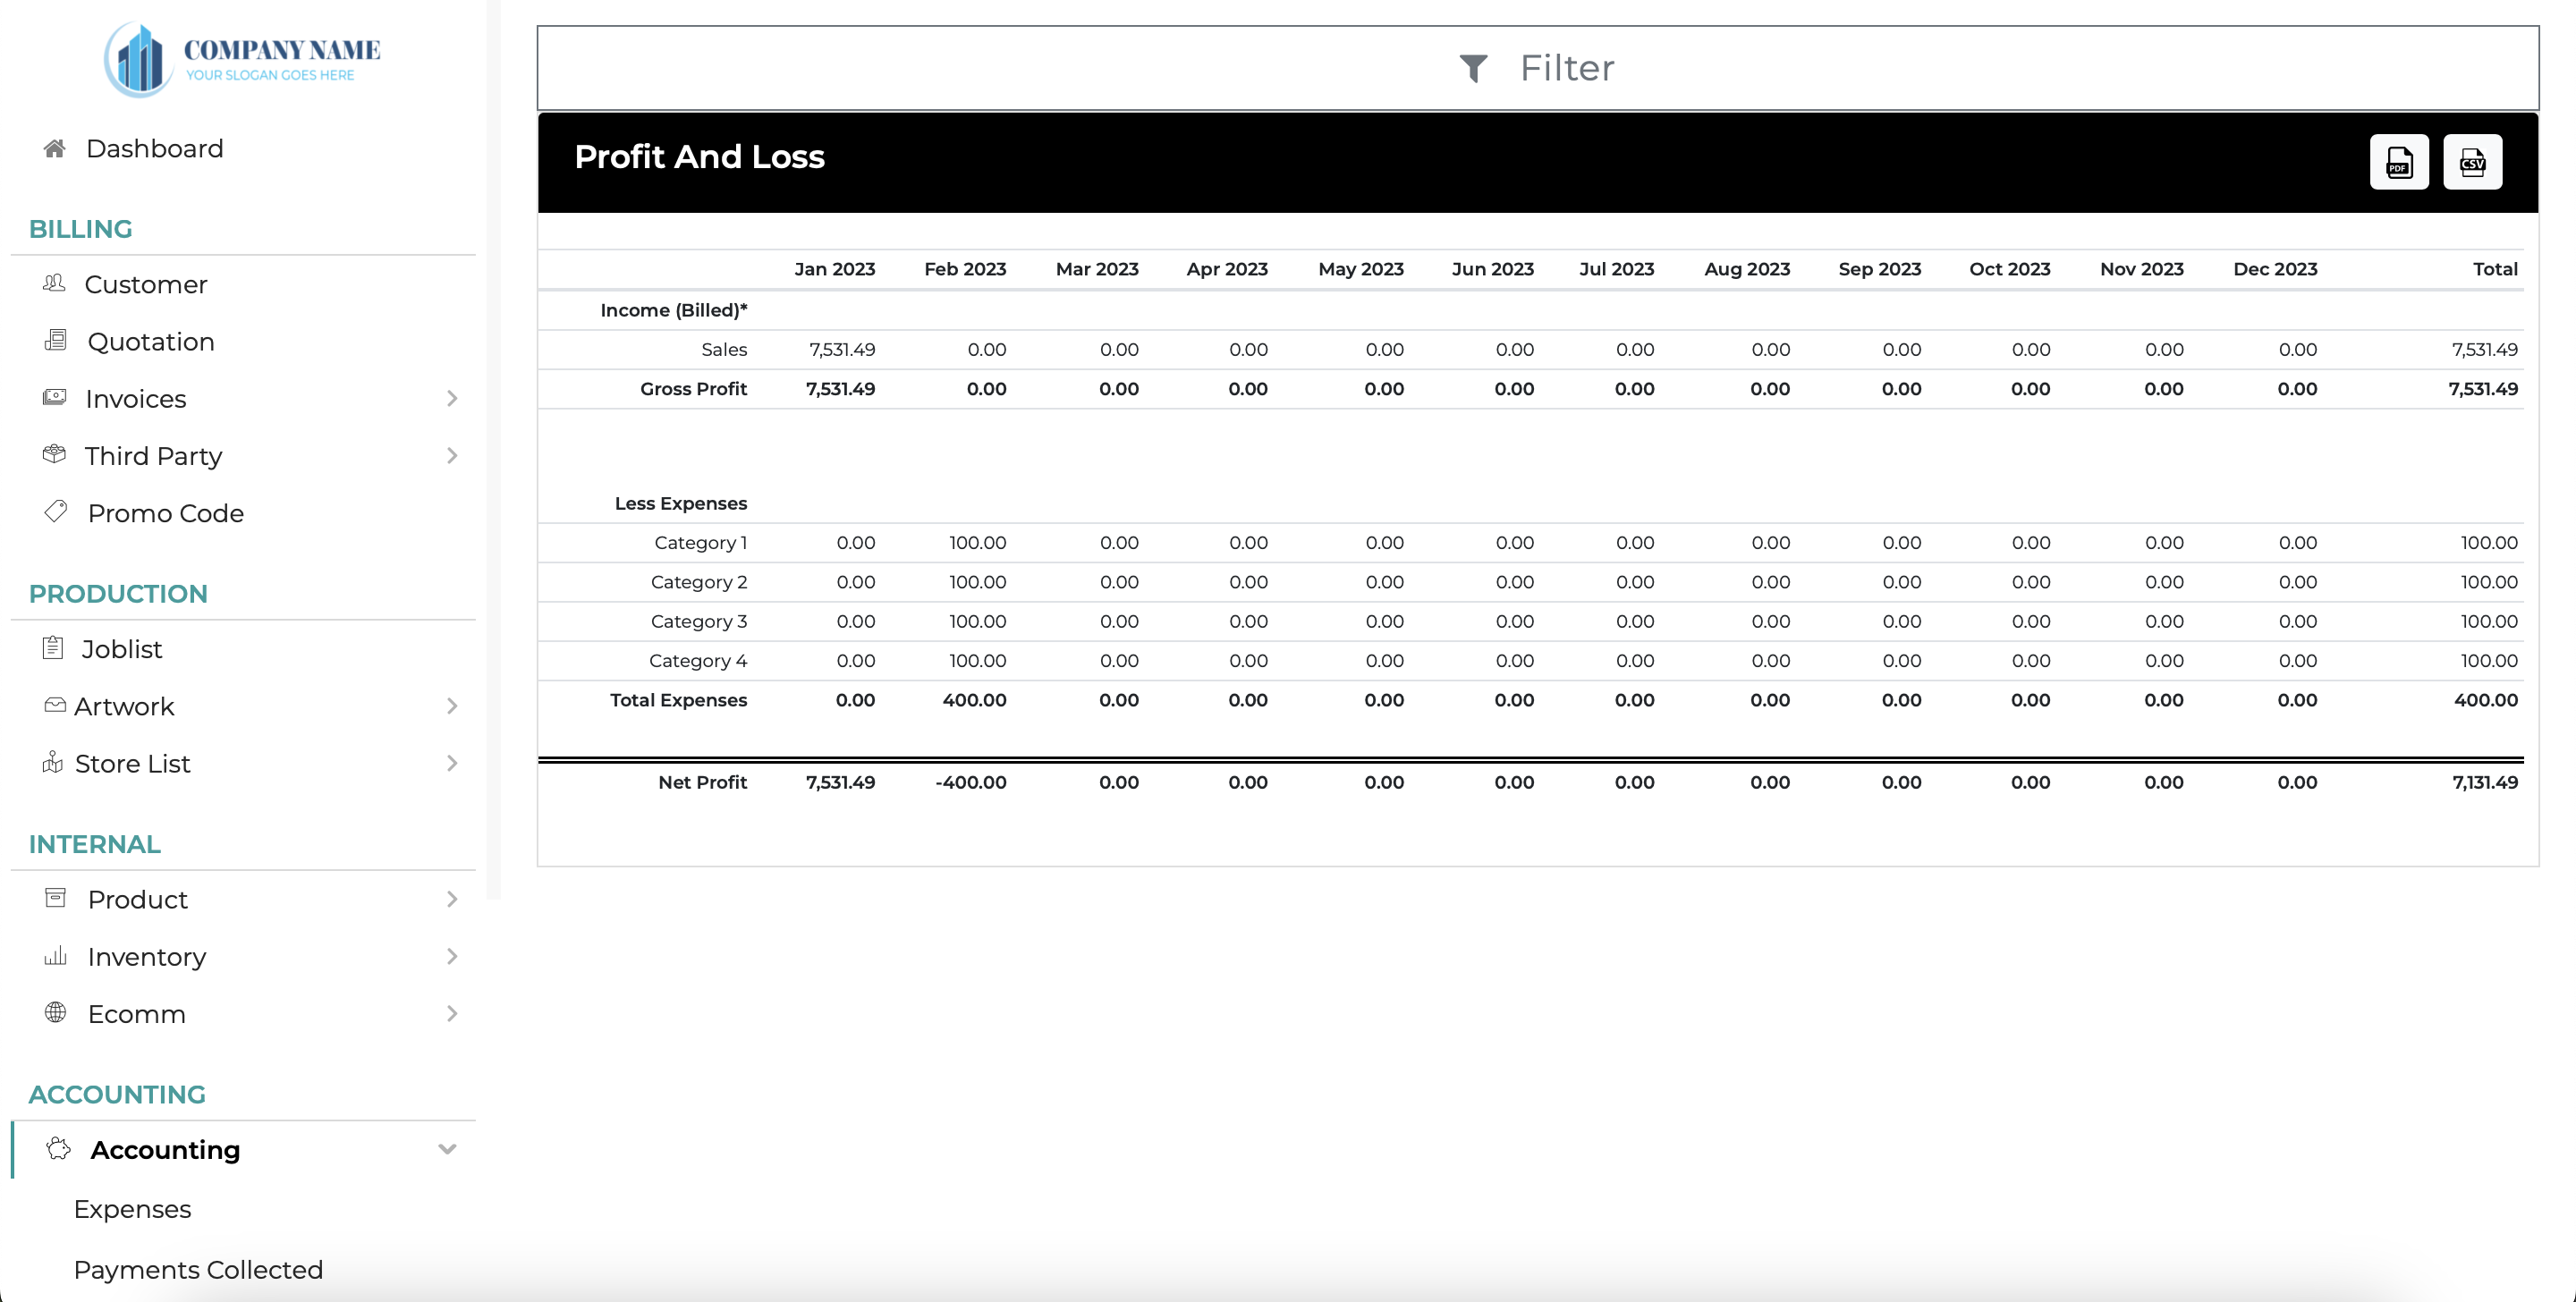 COMPANY NAME
YOUR SLOGAN GOES HERE
Dashboard
BILLING
Customer
Quotation
Invoices
Third Party
Promo Code
PRODUCTION
Joblist
Artwork
Store List
INTERNAL
Product
Inventory
Ecomm
ACCOUNTING
Accounting
Expenses
Payments Collected
Filter
Profit And Loss
PDF CSV
Jan 2023 Feb 2023 Mar 2023 Apr 2023 May 2023 Jun 2023 Jul 2023 Aug 2023 Sep 2023 Oct 2023 Nov 2023 Dec 2023 Total
Income (Billed)*
Sales 7,531.49 0.00 0.00 0.00 0.00 0.00 0.00 0.00 0.00 0.00 0.00 0.00 7,531.49
Gross Profit 7,531.49 0.00 0.00 0.00 0.00 0.00 0.00 0.00 0.00 0.00 0.00 0.00 7,531.49
Less Expenses
Category 1 0.00 100.00 0.00 0.00 0.00 0.00 0.00 0.00 0.00 0.00 0.00 0.00 100.00
Category 2 0.00 100.00 0.00 0.00 0.00 0.00 0.00 0.00 0.00 0.00 0.00 0.00 100.00
Category 3 0.00 100.00 0.00 0.00 0.00 0.00 0.00 0.00 0.00 0.00 0.00 0.00 100.00
Category 4 0.00 100.00 0.00 0.00 0.00 0.00 0.00 0.00 0.00 0.00 0.00 0.00 100.00
Total Expenses 0.00 400.00 0.00 0.00 0.00 0.00 0.00 0.00 0.00 0.00 0.00 0.00 400.00
Net Profit 7,531.49 -400.00 0.00 0.00 0.00 0.00 0.00 0.00 0.00 0.00 0.00 0.00 7,131.49